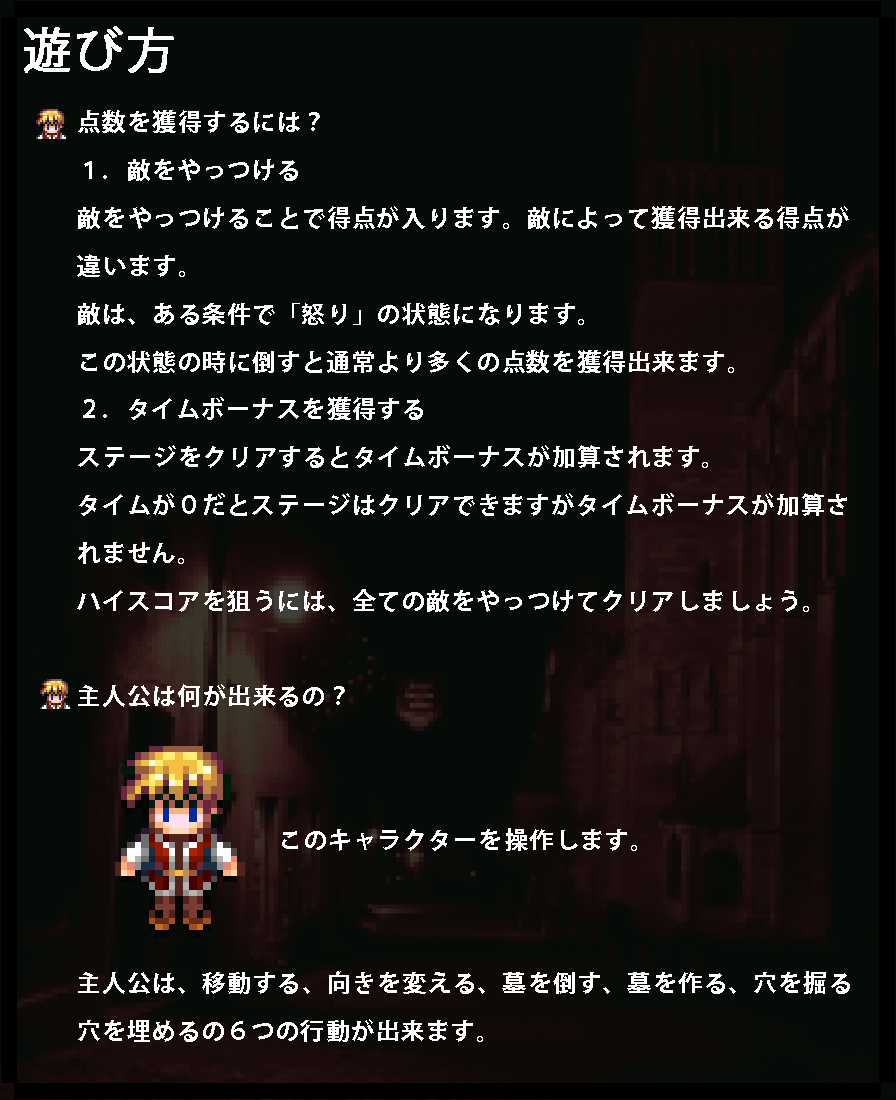 遊び方
点数を獲得するには？
１．敵をやっつける
敵をやっつけることで得点が入ります。敵によって獲得出来る得点が
違います。
敵は、ある条件で「怒り」の状態になります。
この状態の時に倒すと通常より多くの点数を獲得出来ます。
２．タイムボーナスを獲得する
ステージをクリアするとタイムボーナスが加算されます。
タイムが０だとステージはクリアできますがタイムボーナスが加算さ
れません。
ハイスコアを狙うには、全ての敵をやっつけてクリアしましょう。
主人公は何が出来るの？
このキャラクターを操作します。
主人公は、移動する、向きを変える、墓を倒す、墓を作る、穴を掘る
穴を埋めるの６つの行動が出来ます。